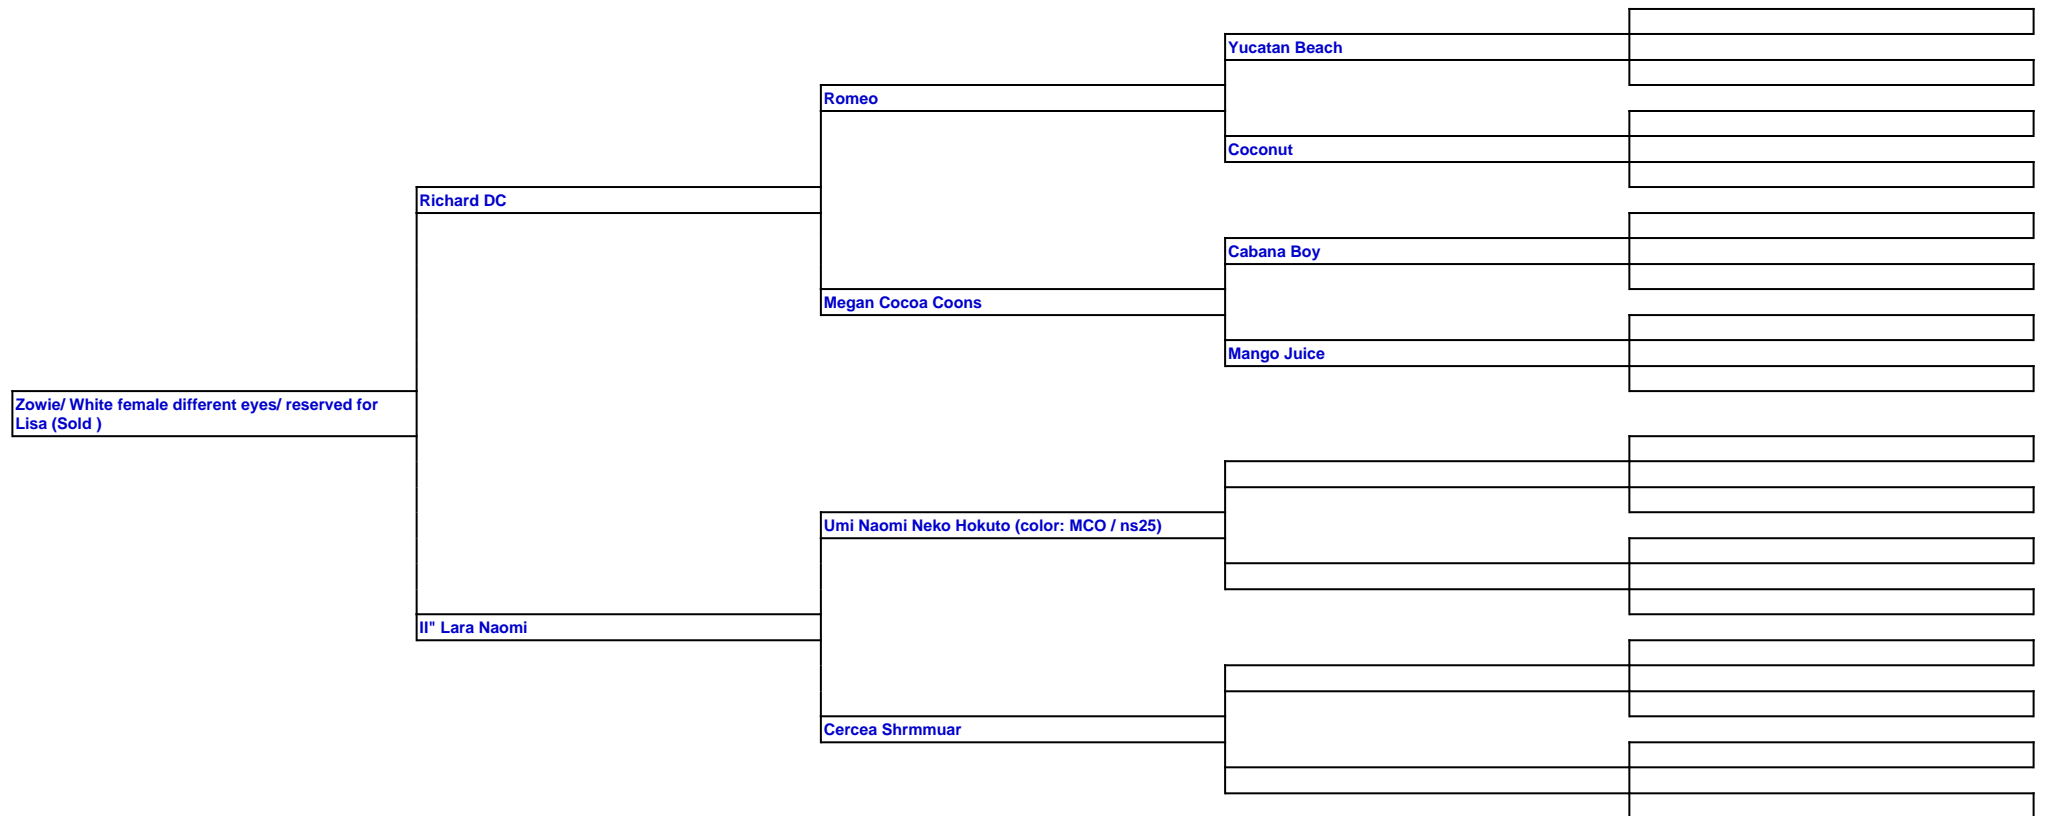 Yucatan Beach
Romeo
Coconut
Richard DC
Cabana Boy
Megan Cocoa Coons
Mango Juice
Zowie/ White female different eyes/ reserved for
Lisa (Sold )
Umi Naomi Neko Hokuto (color: MCO / ns25)
II" Lara Naomi
Cercea Shrmmuar